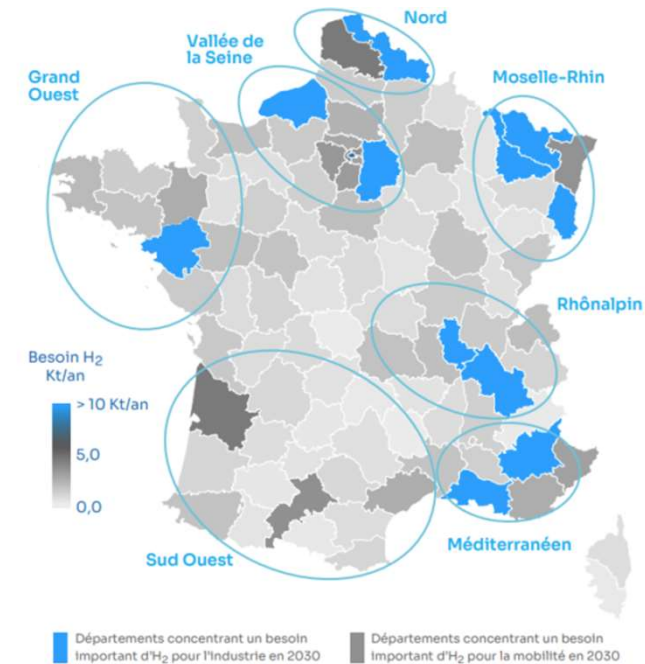 Nord
Vallée de
la Seine
Grand
Ouest
Moselle-Rhin
Rhônalpin
Besoin H₂
Kt/an
> 10 Kt/an
5,0
0,0
Sud Ouest
Méditerranéen
Départements concentrant un besoin
important d'H₂ pour l'industrie en 2030
Départements concentrant un besoin
important d'H₂ pour la mobilité en 2030